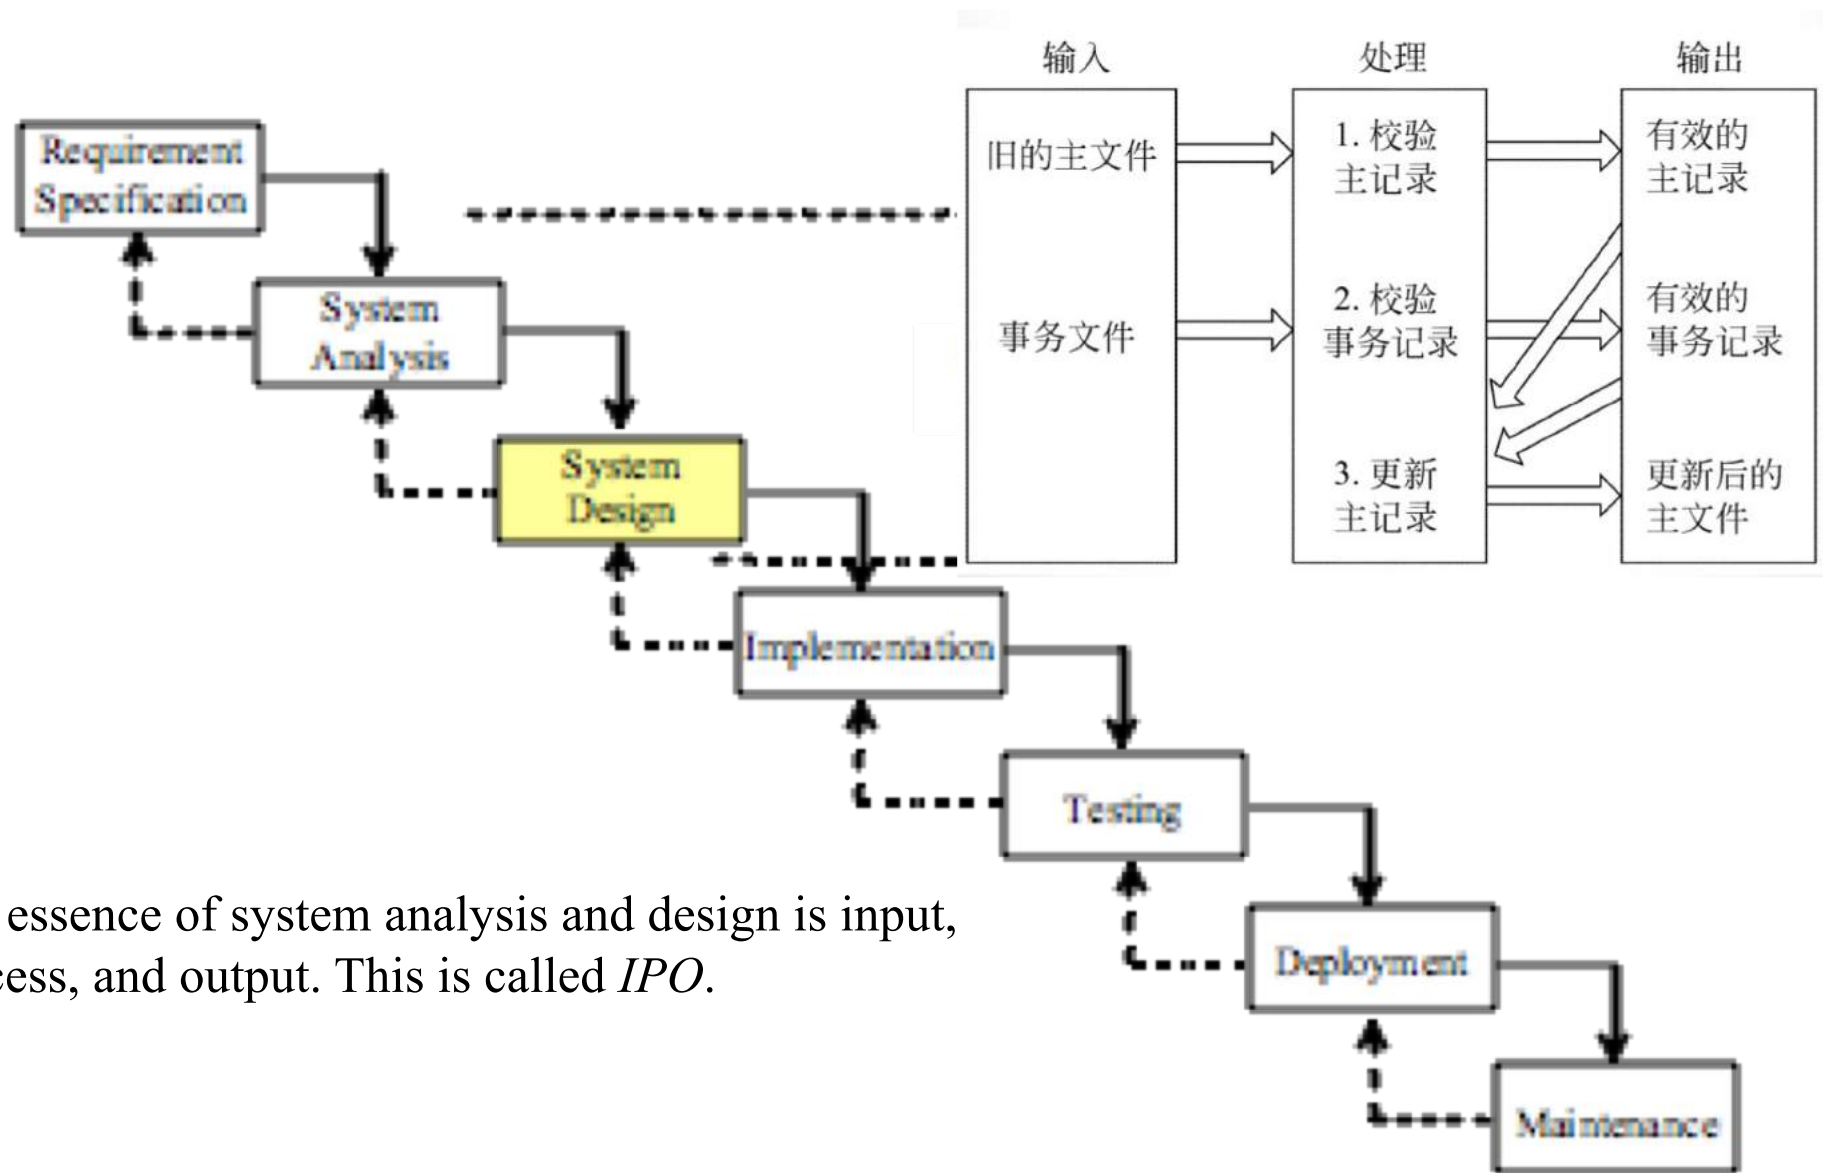 Requirement
Specification
System
Analysis
System
Design
Implementation
Testing
Deployment
Maintenance
输入
处理
输出
旧的主文件
1. 校验
主记录
有效的
主记录
事务文件
2. 校验
事务记录
有效的
事务记录
3. 更新
主记录
更新后的
主文件
essence of system analysis and design is input,
cess, and output. This is called IPO.